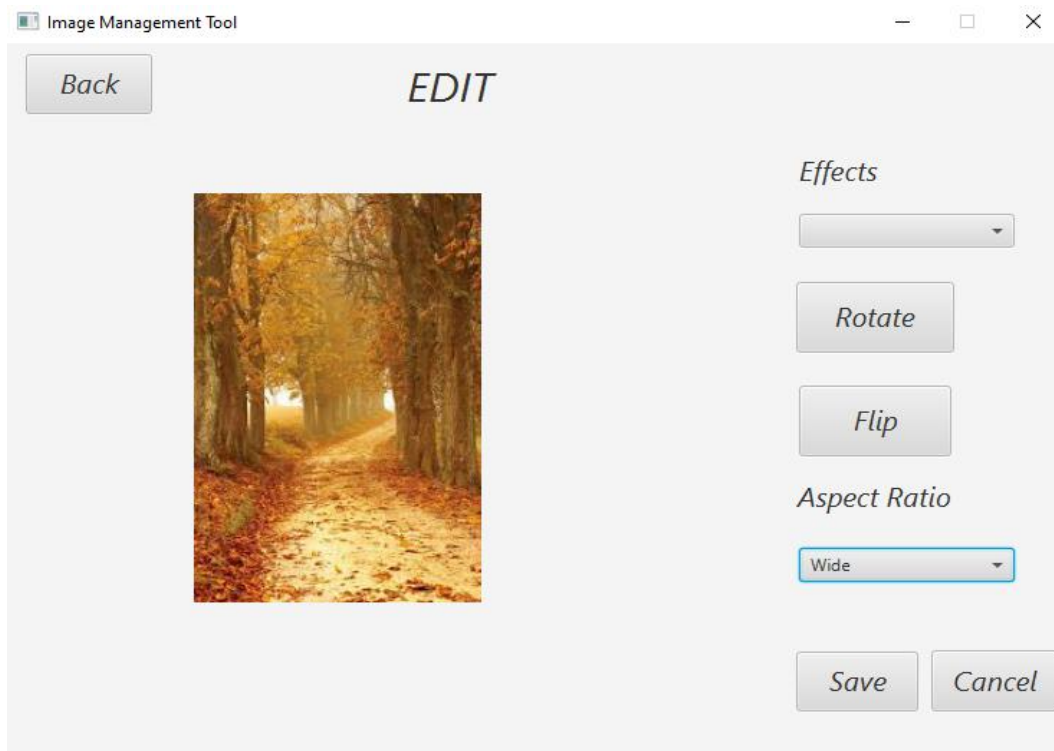 Image Management Tool
Back
EDIT
Effects
Rotate
Flip
Aspect Ratio
Wide
Save
Cancel